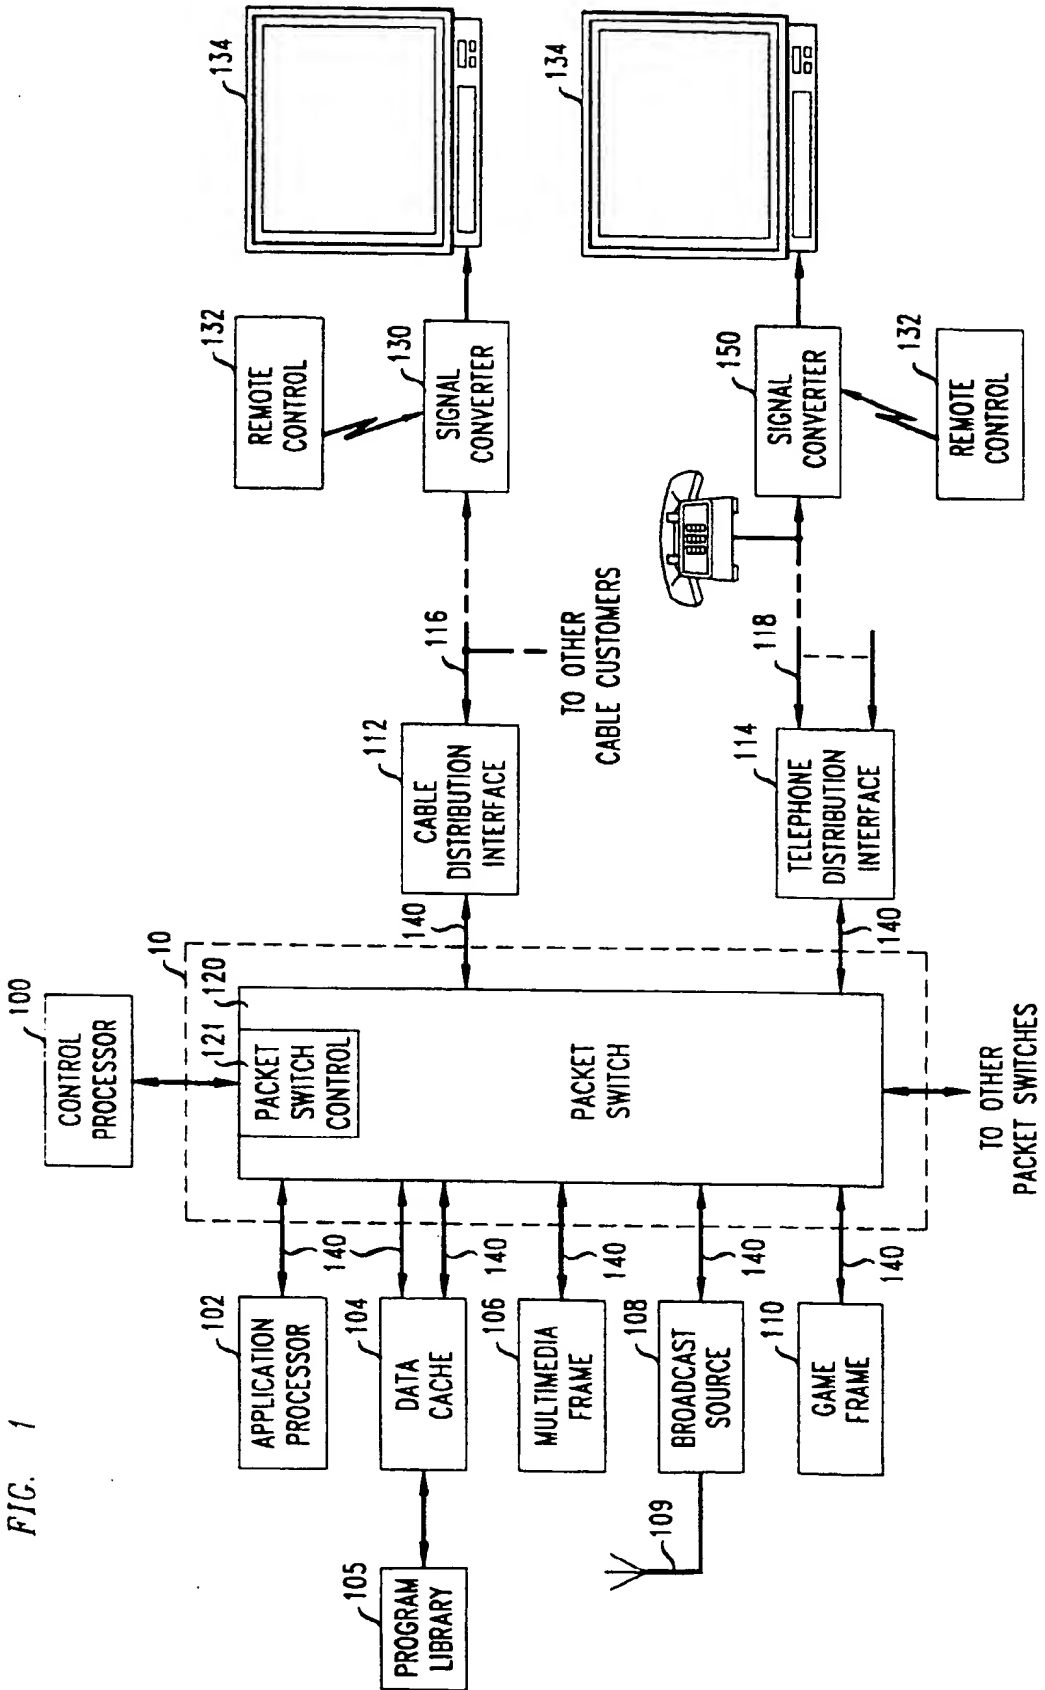 FIG. 1
100
CONTROL
PROCESSOR
10
120
121
PACKET
SWITCH
CONTROL
PACKET
SWITCH
102
APPLICATION
PROCESSOR
140
104
DATA
CACHE
140
105
PROGRAM
LIBRARY
106
MULTIMEDIA
FRAME
140
108
BROADCAST
SOURCE
140
109
110
GAME
FRAME
140
TO OTHER
PACKET SWITCHES
140
112
CABLE
DISTRIBUTION
INTERFACE
116
TO OTHER
CABLE CUSTOMERS
132
REMOTE
CONTROL
130
SIGNAL
CONVERTER
134
140
114
TELEPHONE
DISTRIBUTION
INTERFACE
118
150
SIGNAL
CONVERTER
132
REMOTE
CONTROL
134